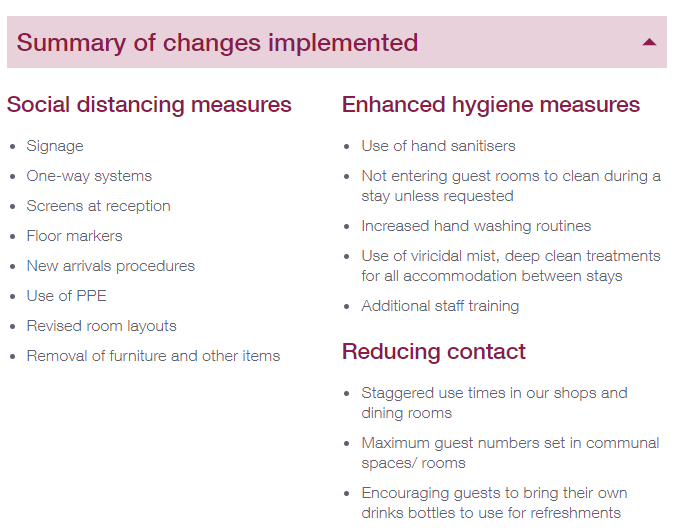 Summary of changes implemented
Social distancing measures
Signage
One-way systems
Screens at reception
Floor markers
New arrivals procedures
Use of PPE
Revised room layouts
Removal of furniture and other items
Enhanced hygiene measures
Use of hand sanitisers
Not entering guest rooms to clean during a
stay unless requested
Increased hand washing routines
Use of viricidal mist, deep clean treatments
for all accommodation between stays
Additional staff training
Reducing contact
Staggered use times in our shops and
dining rooms
Maximum guest numbers set in communal
spaces/ rooms
Encouraging guests to bring their own
drinks bottles to use for refreshments